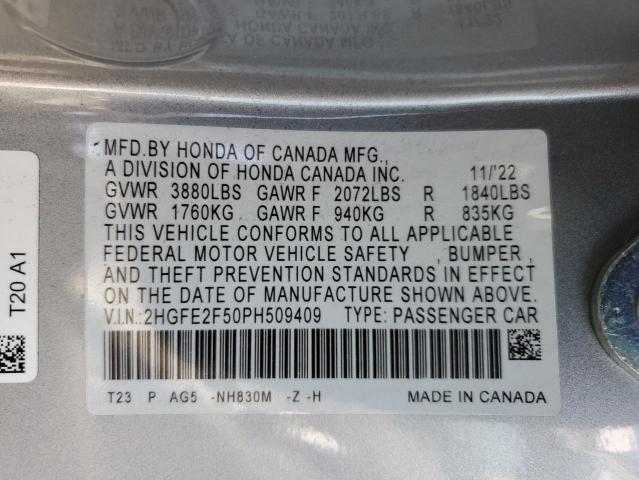 MFD.BY HONDA OF CANADA MFG.,
A DIVISION OF HONDA CANADA INC. 11/'22
GVWR 3880LBS GAWR F 2072LBS R 1840LBS
GVWR 1760KG GAWR F 940KG R 835KG
THIS VEHICLE CONFORMS TO ALL APPLICABLE
FEDERAL MOTOR VEHICLE SAFETY , BUMPER ,
AND THEFT PREVENTION STANDARDS IN EFFECT
ON THE DATE OF MANUFACTURE SHOWN ABOVE.
V.I.N.:2HGFE2F50PH509409 TYPE: PASSENGER CAR
T23 P AG5 -NH830M -Z -H MADE IN CANADA
T20 A1